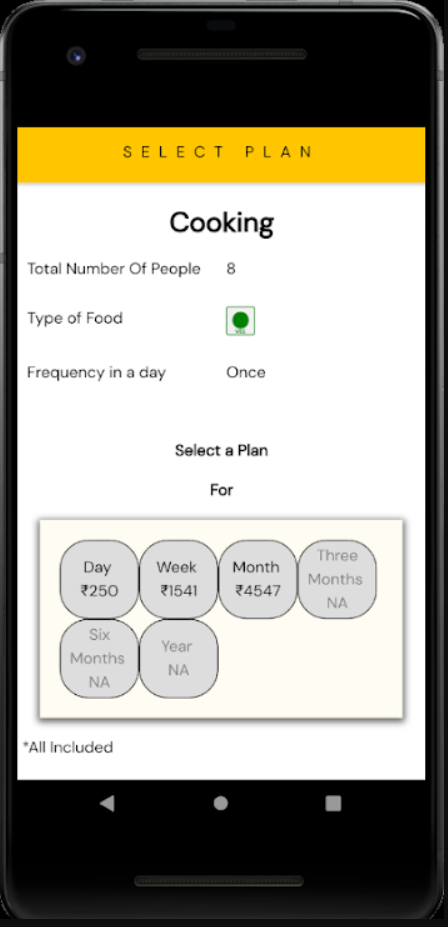 SELECT PLAN
Cooking
Total Number Of People 8
Type of Food
VEG
Frequency in a day Once
Select a Plan
For
Day
₹250
Week
₹1541
Month
₹4547
Three
Months
NA
Six
Months
NA
Year
NA
*All Included